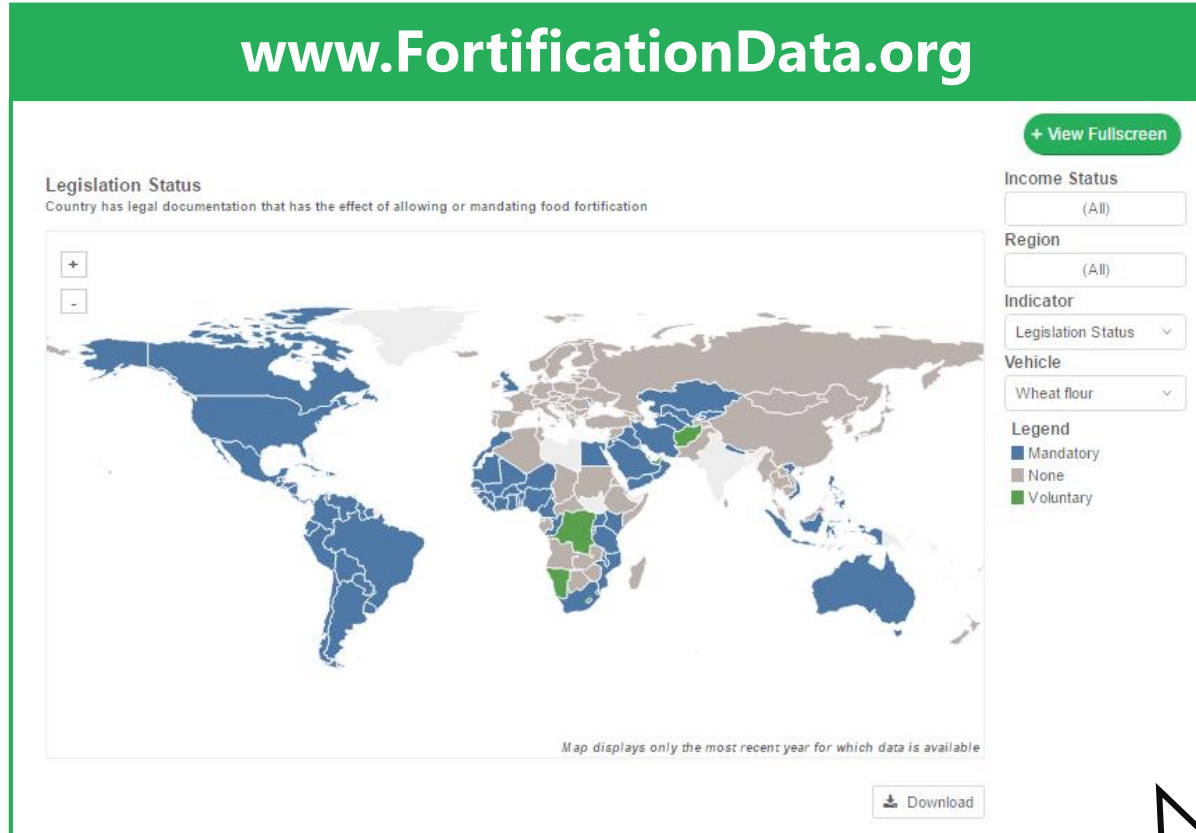 www.FortificationData.org
+ View Fullscreen
Legislation Status
Country has legal documentation that has the effect of allowing or mandating food fortification
+
-
Income Status
(All)
Region
(All)
Indicator
Legislation Status
Vehicle
Wheat flour
Legend
Mandatory
None
Voluntary
Map displays only the most recent year for which data is available
Download